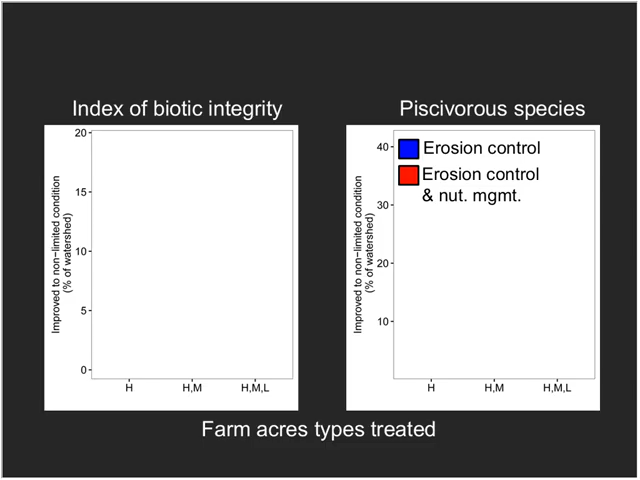 Index of biotic integrity
Improved to non−limited condition
(% of watershed)
20
15
10
5
0
H
H,M
H,M,L
Piscivorous species
Improved to non−limited condition
(% of watershed)
40
30
20
10
Erosion control
Erosion control
& nut. mgmt.
H
H,M
H,M,L
Farm acres types treated